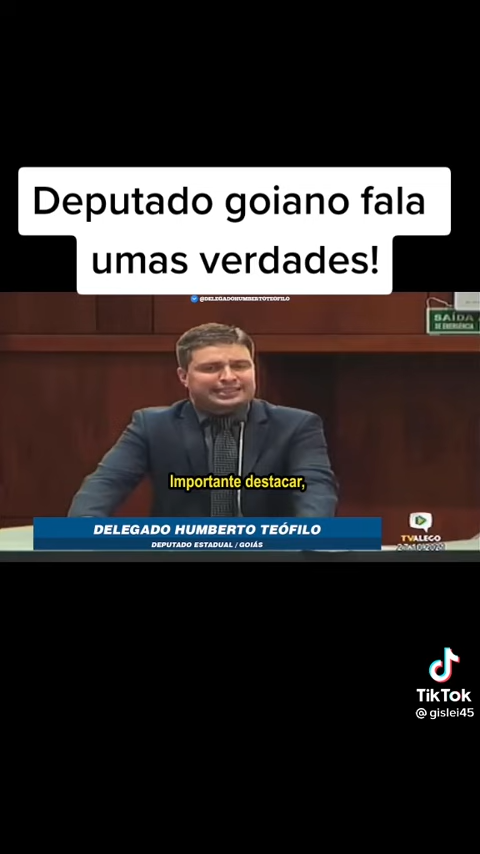 Deputado goiano fala
umas verdades!
@DELEGADOHUMBERTOTEÓFILO
SAÍDA
DE EMERGÊNCIA
Importante destacar,
DELEGADO HUMBERTO TEÓFILO
DEPUTADO ESTADUAL / GOIÁS
TVALEGO
TikTok
@ gislei45